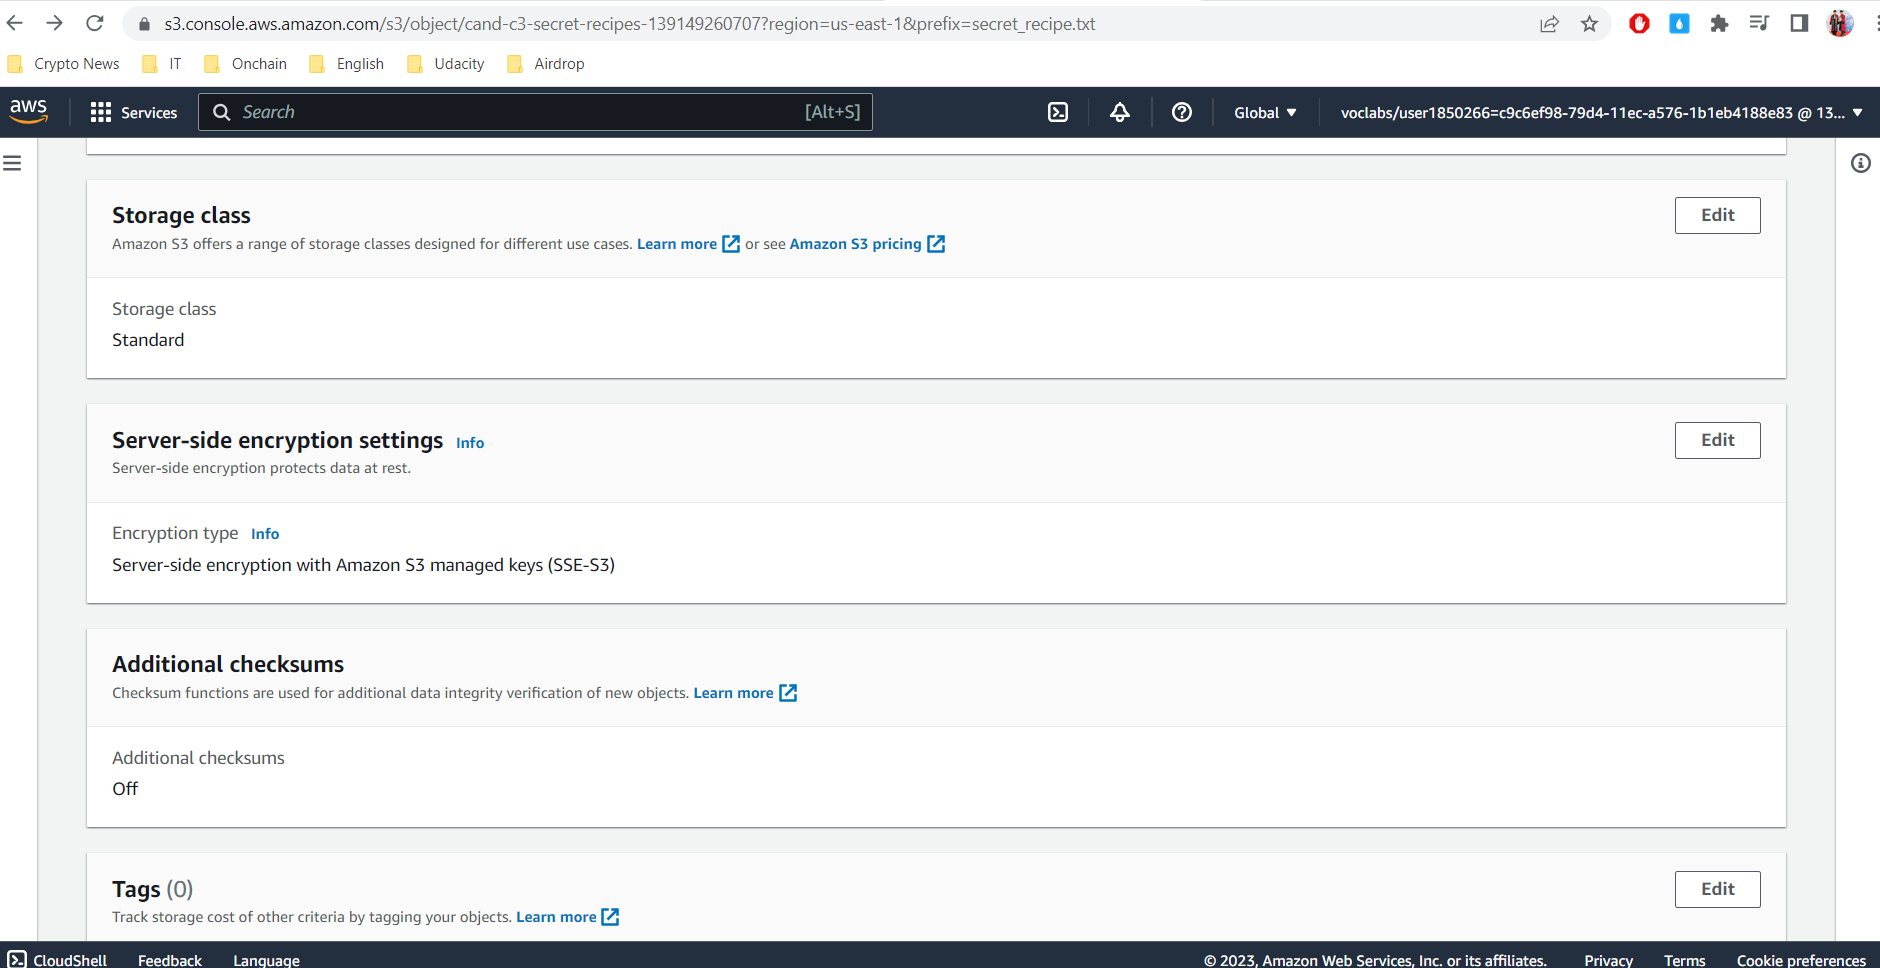 s3.console.aws.amazon.com/s3/object/cand-c3-secret-recipes-139149260707?region=us-east-1&prefix=secret_recipe.txt
Crypto News IT Onchain English Udacity Airdrop
aws Services Search [Alt+S] Global voclabs/user1850266=c9c6ef98-79d4-11ec-a576-1b1eb4188e83 @ 13...
Storage class Edit
Amazon S3 offers a range of storage classes designed for different use cases. Learn more or see Amazon S3 pricing
Storage class
Standard
Server-side encryption settings Info Edit
Server-side encryption protects data at rest.
Encryption type Info
Server-side encryption with Amazon S3 managed keys (SSE-S3)
Additional checksums
Checksum functions are used for additional data integrity verification of new objects. Learn more
Additional checksums
Off
Tags (0) Edit
Track storage cost of other criteria by tagging your objects. Learn more
CloudShell Feedback Language © 2023, Amazon Web Services, Inc. or its affiliates. Privacy Terms Cookie preferences